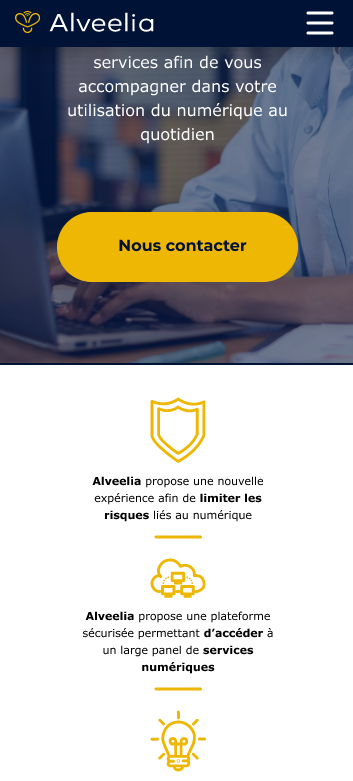 Alveelia
services afin de vous
accompagner dans votre
utilisation du numérique au
quotidien
Nous contacter
Alveelia propose une nouvelle
expérience afin de limiter les
risques liés au numérique
Alveelia propose une plateforme
sécurisée permettant d’accéder à
un large panel de services
numériques